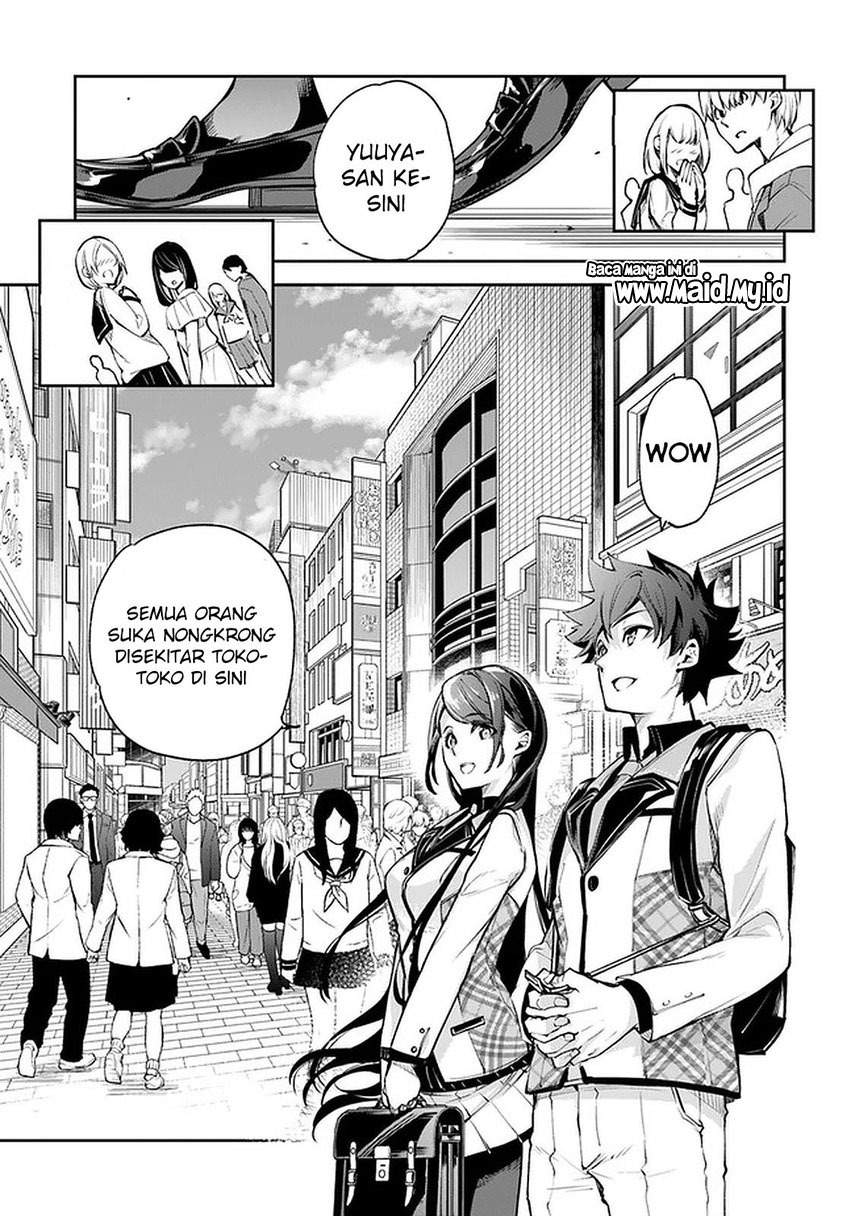 YUUYA-
SAN KE-
SINI
Baca Manga ini di
www.Maid.My.id
WOW
SEMUA ORANG
SUKA NONGKRONG
DISEKITAR TOKO-
TOKO DI SINI